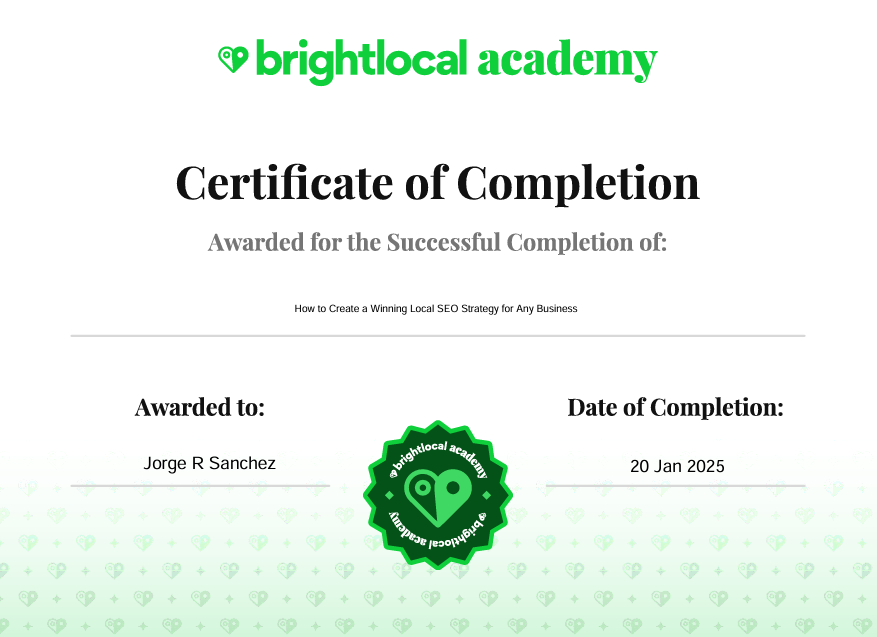 brightlocal academy
Certificate of Completion
Awarded for the Successful Completion of:
How to Create a Winning Local SEO Strategy for Any Business
Awarded to:
Date of Completion:
Jorge R Sanchez
20 Jan 2025
brightlocal academy
brightlocal academy